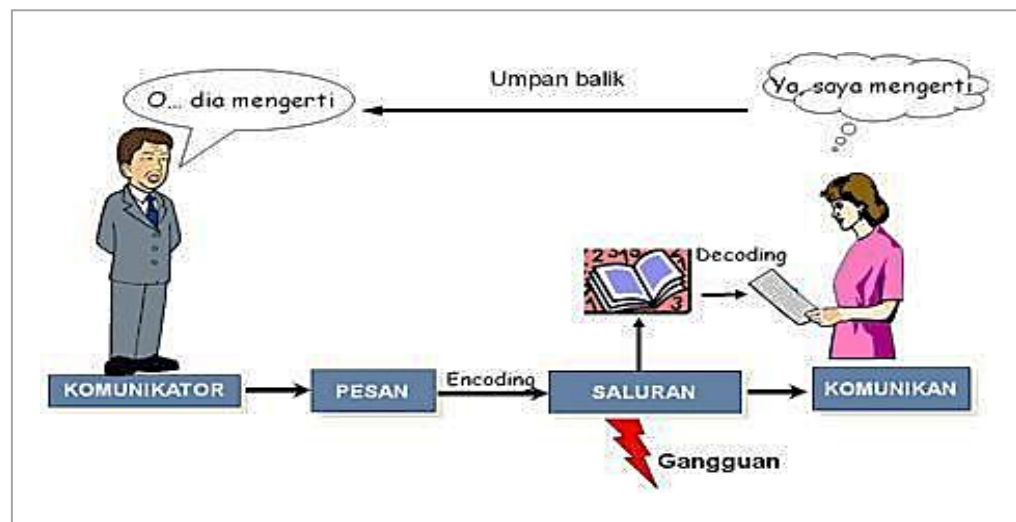 Umpan balik
O... dia mengerti
Ya, saya mengerti
Decoding
KOMUNIKATOR
PESAN
Encoding
SALURAN
KOMUNIKAN
Gangguan